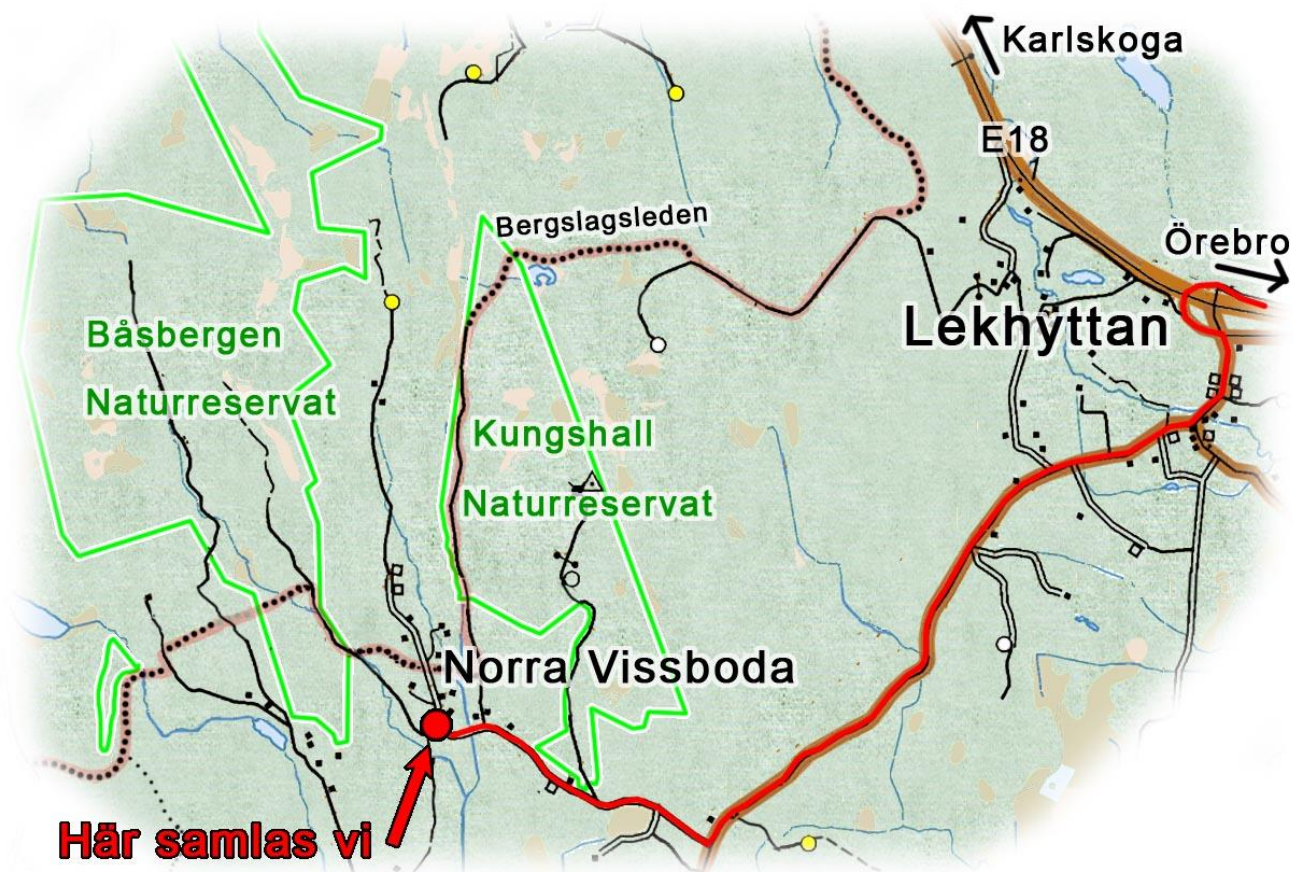 Karlskoga
E18
Bergslagsleden
Örebro
Lekhyttan
Båsbergen
Naturreservat
Kungshall
Naturreservat
Norra Vissboda
Här samlas vi